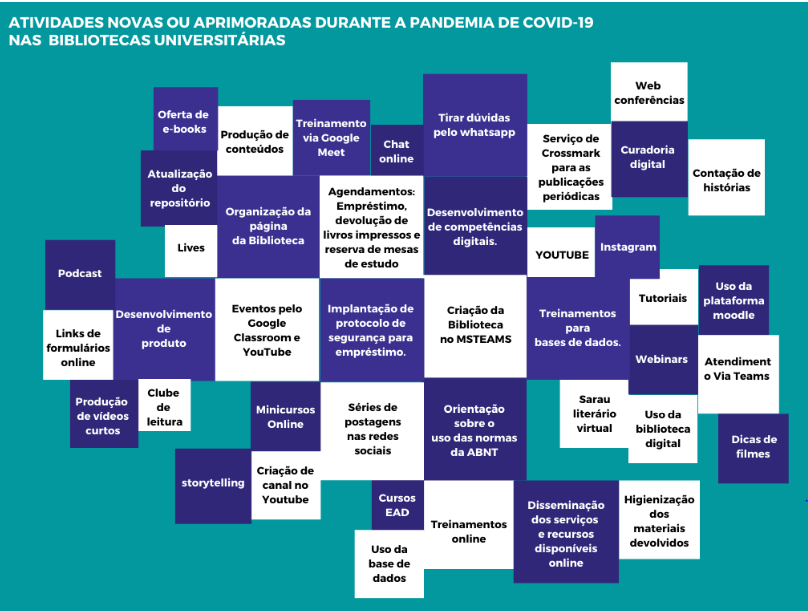 ATIVIDADES NOVAS OU APRIMORADAS DURANTE A PANDEMIA DE COVID-19
NAS BIBLIOTECAS UNIVERSITÁRIAS
Oferta de
e-books
Produção de
conteúdos
Treinamento
via Google
Meet
Chat
online
Tirar dúvidas
pelo whatsapp
Web
conferências
Serviço de
Crossmark
para as
publicações
periódicas
Curadoria
digital
Contação de
histórias
Atualização
do
repositório
Organização da
página
da Biblioteca
Agendamentos:
Empréstimo,
devolução de
livros impressos e
reserva de mesas
de estudo
Desenvolvimento
de competências
digitais.
Lives
YOUTUBE
Instagram
Podcast
Desenvolvimento
de
produto
Eventos pelo
Google
Classroom e
YouTube
Implantação de
protocolo de
segurança para
empréstimo.
Criação da
Biblioteca
no MSTEAMS
Treinamentos
para
bases de dados.
Tutoriais
Uso da
plataforma
moodle
Links de
formulários
online
Webinars
Atendiment
o Via Teams
Produção
de vídeos
curtos
Clube
de
leitura
Minicursos
Online
Séries de
postagens
nas redes
sociais
Orientação
sobre o
uso das normas
da ABNT
Sarau
literário
virtual
Uso da
biblioteca
digital
Dicas de
filmes
storytelling
Criação de
canal no
Youtube
Cursos
EAD
Treinamentos
online
Disseminação
dos serviços
e recursos
disponíveis
online
Higienização
dos
materiais
devolvidos
Uso da
base de
dados